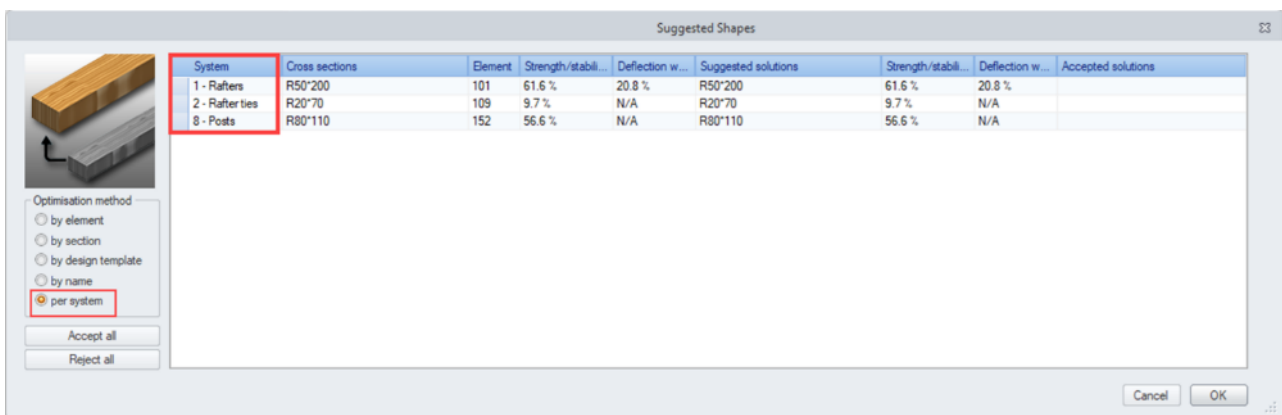 Suggested Shapes
System Cross sections Element Strength/stabili... Deflection w... Suggested solutions Strength/stabili... Deflection w... Accepted solutions
1 - Rafters R50*200 101 61.6 % 20.8 % R50*200 61.6 % 20.8 %
2 - Rafter ties R20*70 109 9.7 % N/A R20*70 9.7 % N/A
8 - Posts R80*110 152 56.6 % N/A R80*110 56.6 % N/A
Optimisation method
by element
by section
by design template
by name
per system
Accept all
Reject all
Cancel OK